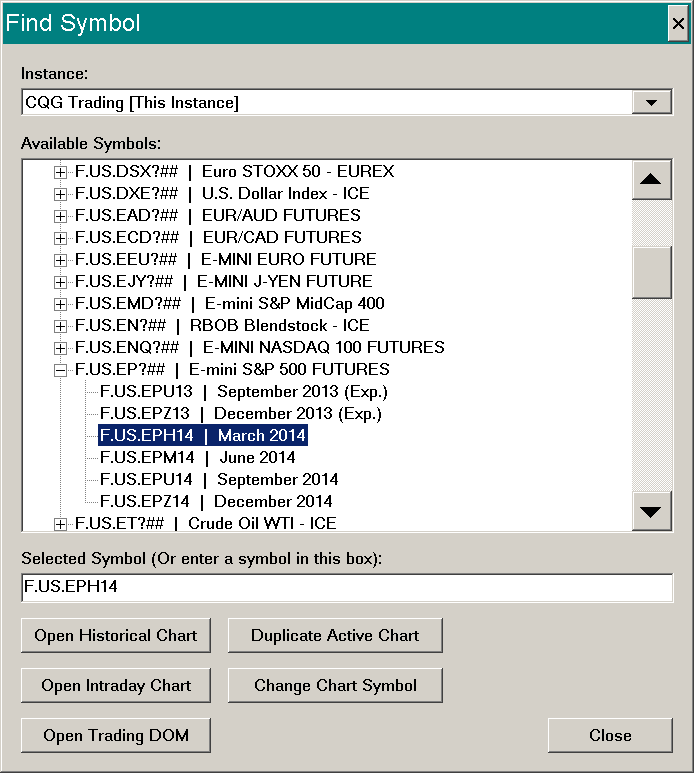 Find Symbol
Instance:
CQG Trading [This Instance]
Available Symbols:
F.US.DSX?## | Euro STOXX 50 - EUREX
F.US.DXE?## | U.S. Dollar Index - ICE
F.US.EAD?## | EUR/AUD FUTURES
F.US.ECD?## | EUR/CAD FUTURES
F.US.EEU?## | E-MINI EURO FUTURE
F.US.EJY?## | E-MINI J-YEN FUTURE
F.US.EMD?## | E-mini S&P MidCap 400
F.US.EN?## | RBOB Blendstock - ICE
F.US.ENQ?## | E-MINI NASDAQ 100 FUTURES
F.US.EP?## | E-mini S&P 500 FUTURES
F.US.EPU13 | September 2013 (Exp.)
F.US.EPZ13 | December 2013 (Exp.)
F.US.EPH14 | March 2014
F.US.EPM14 | June 2014
F.US.EPU14 | September 2014
F.US.EPZ14 | December 2014
F.US.ET?## | Crude Oil WTI - ICE
Selected Symbol (Or enter a symbol in this box):
F.US.EPH14
Open Historical Chart Duplicate Active Chart
Open Intraday Chart Change Chart Symbol
Open Trading DOM Close